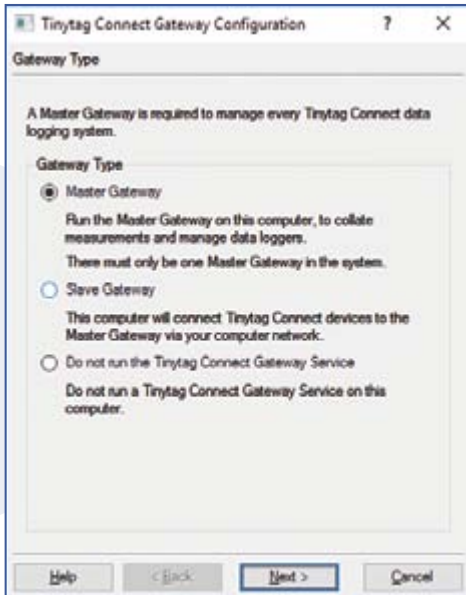 Tinytag Connect Gateway Configuration ? ×
Gateway Type
A Master Gateway is required to manage every Tinytag Connect data
logging system.
Gateway Type
Master Gateway
Run the Master Gateway on this computer, to collate
measurements and manage data loggers.
There must only be one Master Gateway in the system.
Slave Gateway
This computer will connect Tinytag Connect devices to the
Master Gateway via your computer network.
Do not run the Tinytag Connect Gateway Service
Do not run a Tinytag Connect Gateway Service on this
computer.
Help < Back Next > Cancel